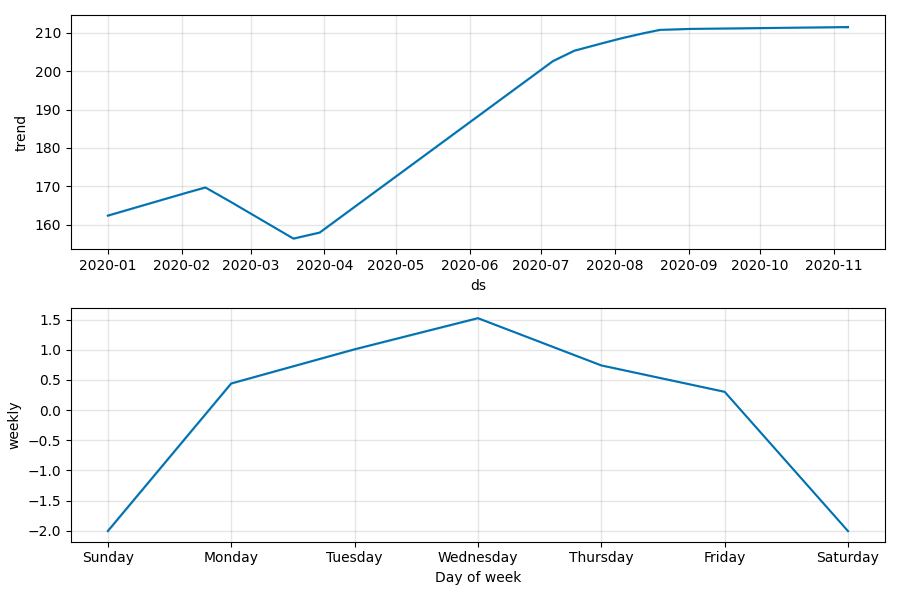 210
200
190
180
170
160
trend
2020-01 2020-02 2020-03 2020-04 2020-05 2020-06 2020-07 2020-08 2020-09 2020-10 2020-11
ds
1.5
1.0
0.5
0.0
−0.5
−1.0
−1.5
−2.0
weekly
Sunday Monday Tuesday Wednesday Thursday Friday Saturday
Day of week